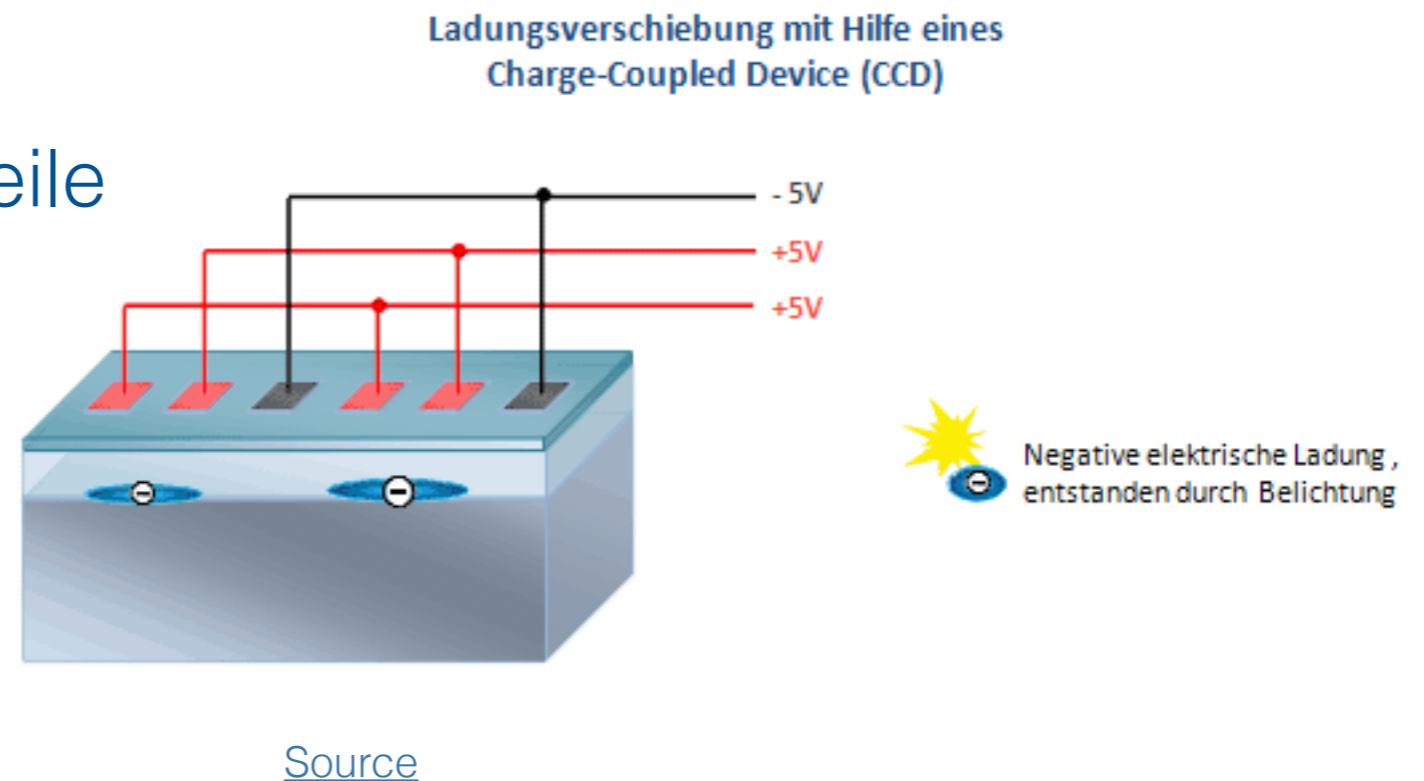 Ladungsverschiebung mit Hilfe eines
Charge-Coupled Device (CCD)
eile
- 5V
+5V
+5V
Negative elektrische Ladung ,
entstanden durch Belichtung
Source